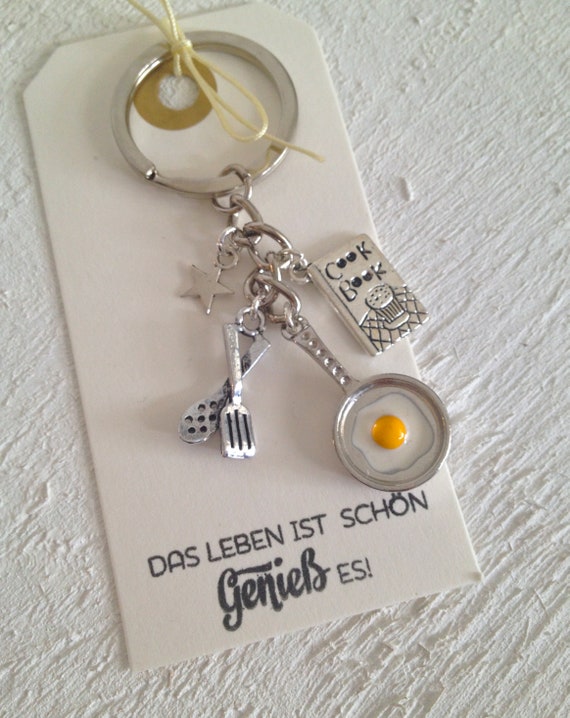 Cook
Book
DAS LEBEN IST SCHÖN
Genieß ES!